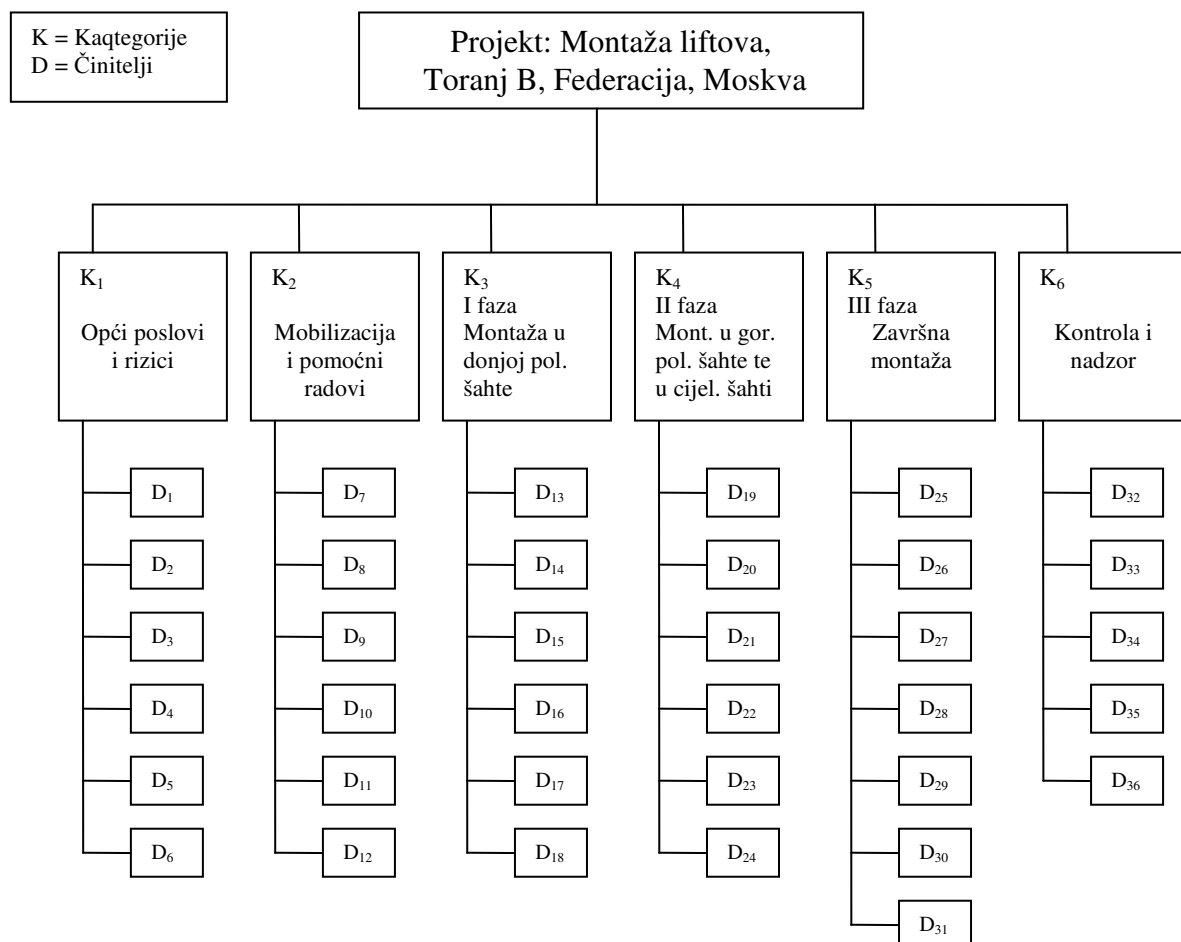 K = Kaqtegorije
D = Činitelji
Projekt: Montaža liftova,
Toranj B, Federacija, Moskva
K₁
Opći poslovi
i rizici
K₂
Mobilizacija
i pomoćni
radovi
K₃
I faza
Montaža u
donjoj pol.
šahte
K₄
II faza
Mont. u gor.
pol. šahte te
u cijel. šahti
K₅
III faza
Završna
montaža
K₆
Kontrola i
nadzor
D₁
D₂
D₃
D₄
D₅
D₆
D₇
D₈
D₉
D₁₀
D₁₁
D₁₂
D₁₃
D₁₄
D₁₅
D₁₆
D₁₇
D₁₈
D₁₉
D₂₀
D₂₁
D₂₂
D₂₃
D₂₄
D₂₅
D₂₆
D₂₇
D₂₈
D₂₉
D₃₀
D₃₁
D₃₂
D₃₃
D₃₄
D₃₅
D₃₆